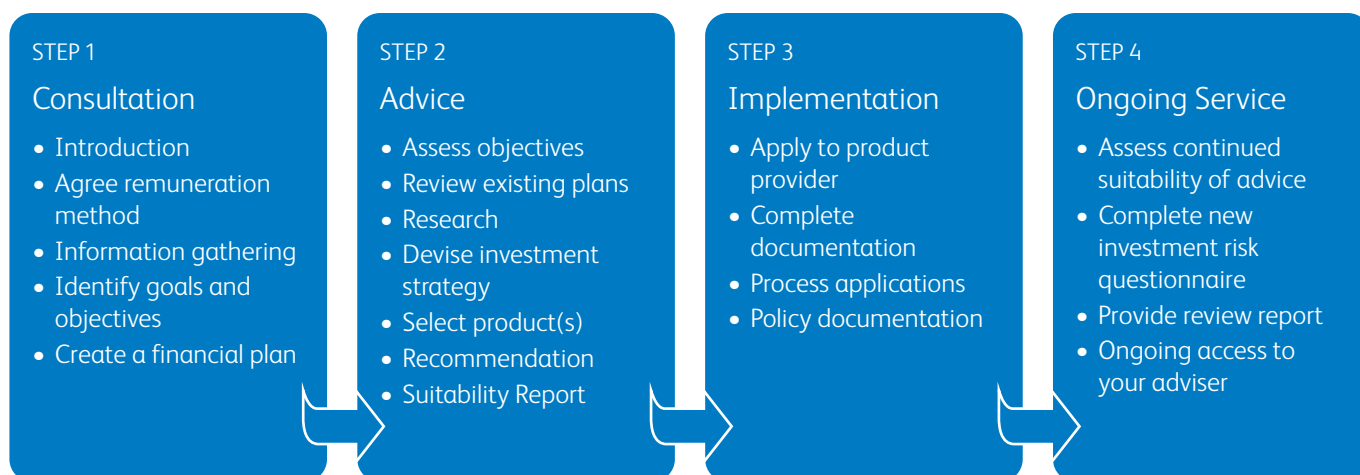 STEP 1
Consultation
• Introduction
• Agree remuneration
method
• Information gathering
• Identify goals and
objectives
• Create a financial plan
STEP 2
Advice
• Assess objectives
• Review existing plans
• Research
• Devise investment
strategy
• Select product(s)
• Recommendation
• Suitability Report
STEP 3
Implementation
• Apply to product
provider
• Complete
documentation
• Process applications
• Policy documentation
STEP 4
Ongoing Service
• Assess continued
suitability of advice
• Complete new
investment risk
questionnaire
• Provide review report
• Ongoing access to
your adviser